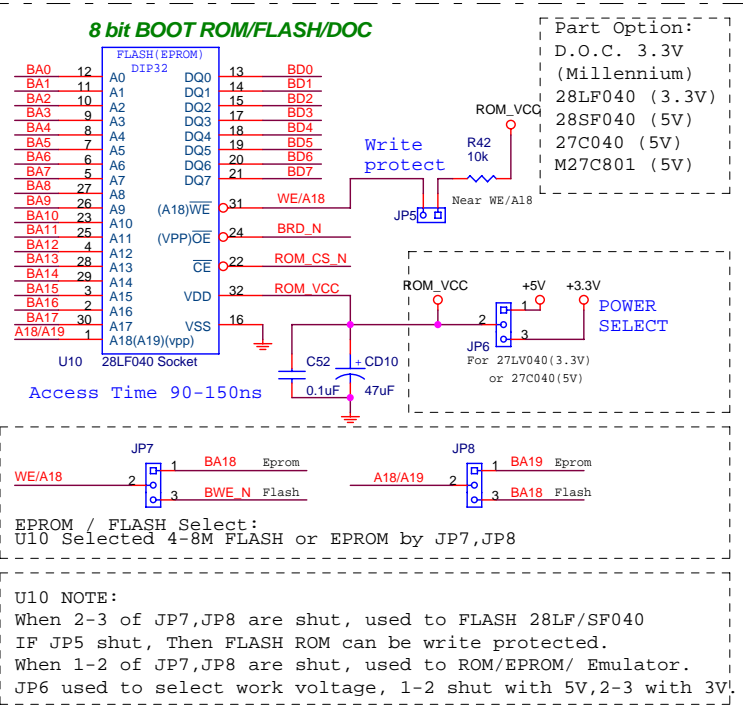 8 bit BOOT ROM/FLASH/DOC
FLASH(EPROM)
DIP32
BA0 12 A0 DQ0 13 BD0
BA1 11 A1 DQ1 14 BD1
BA2 10 A2 DQ2 15 BD2
BA3 9 A3 DQ3 17 BD3
BA4 8 A4 DQ4 18 BD4
BA5 7 A5 DQ5 19 BD5
BA6 6 A6 DQ6 20 BD6
BA7 5 A7 DQ7 21 BD7
BA8 27 A8
BA9 26 A9 (A18)WE 31 WE/A18
BA10 23 A10
BA11 25 A11 (VPP)OE 24 BRD_N
BA12 4 A12
BA13 28 A13 CE 22 ROM_CS_N
BA14 29 A14
BA15 3 A15 VDD 32 ROM_VCC
BA16 2 A16
BA17 30 A17 VSS 16
A18/A19 1 A18(A19)(vpp)
U10 28LF040 Socket
Access Time 90-150ns
C52
0.1uF
+ CD10
47uF
Write
protect
ROM_VCC
R42
10k
Near WE/A18
JP5
Part Option:
D.O.C. 3.3V
(Millennium)
28LF040 (3.3V)
28SF040 (5V)
27C040 (5V)
M27C801 (5V)
ROM_VCC +5V +3.3V
1
2
3
JP6
POWER
SELECT
For 27LV040(3.3V)
or 27C040(5V)
JP7
WE/A18 2
1 BA18 Eprom
3 BWE_N Flash
JP8
A18/A19 2
1 BA19 Eprom
3 BA18 Flash
EPROM / FLASH Select:
U10 Selected 4-8M FLASH or EPROM by JP7,JP8
U10 NOTE:
When 2-3 of JP7,JP8 are shut, used to FLASH 28LF/SF040
IF JP5 shut, Then FLASH ROM can be write protected.
When 1-2 of JP7,JP8 are shut, used to ROM/EPROM/ Emulator.
JP6 used to select work voltage, 1-2 shut with 5V,2-3 with 3V.